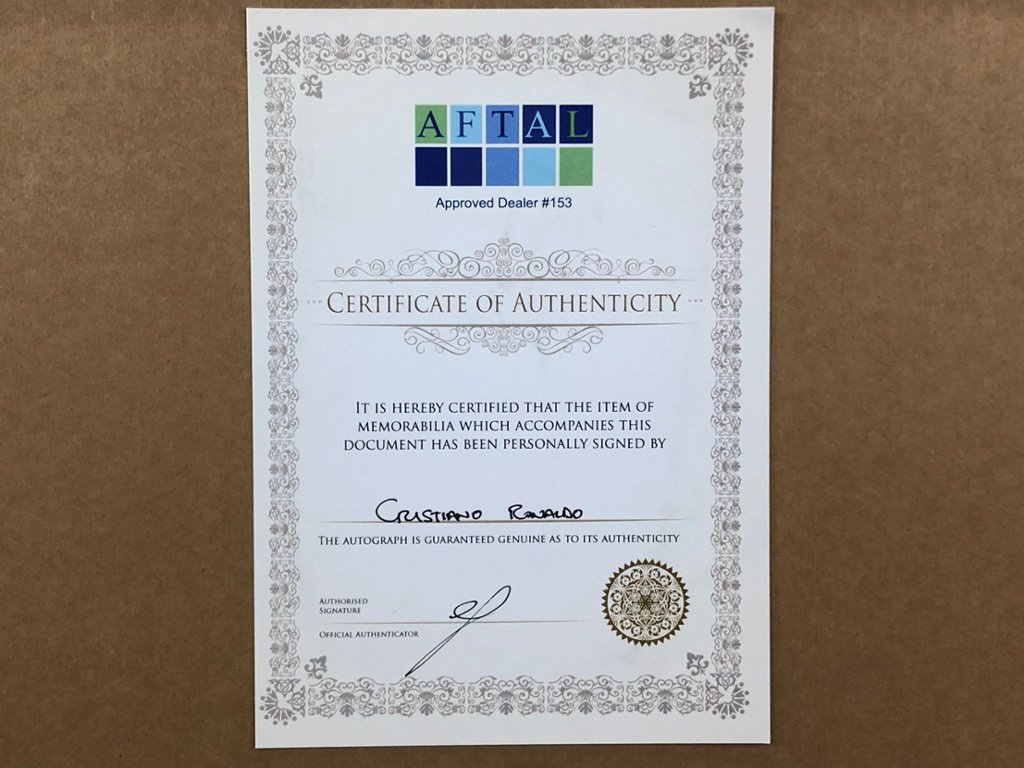 AFTAL
Approved Dealer #153
CERTIFICATE OF AUTHENTICITY
IT IS HEREBY CERTIFIED THAT THE ITEM OF
MEMORABILIA WHICH ACCOMPANIES THIS
DOCUMENT HAS BEEN PERSONALLY SIGNED BY
CRISTIANO RONALDO
THE AUTOGRAPH IS GUARANTEED GENUINE AS TO ITS AUTHENTICITY
AUTHORISED
SIGNATURE
OFFICIAL AUTHENTICATOR